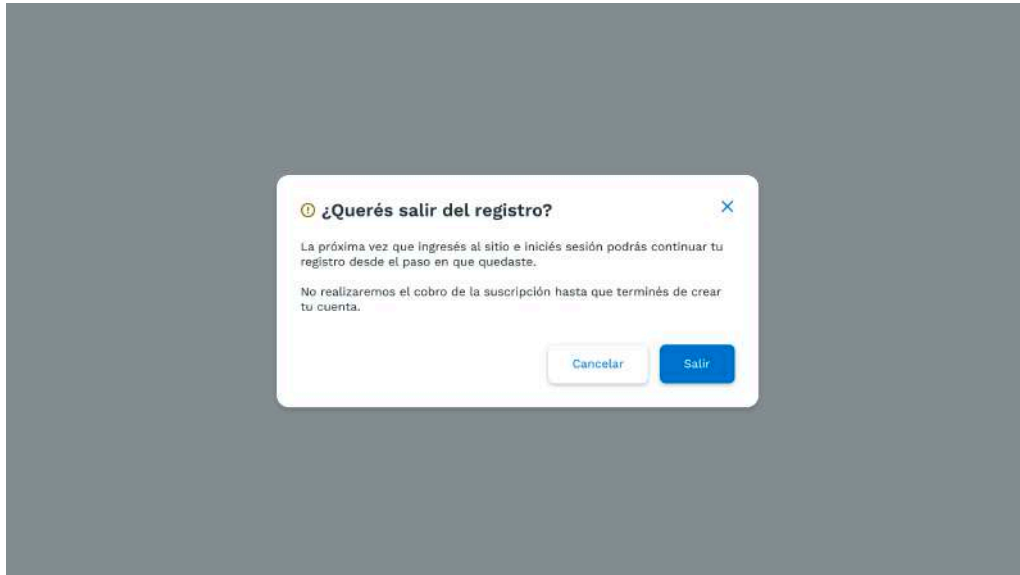 ¿Querés salir del registro?
La próxima vez que ingresés al sitio e iniciés sesión podrás continuar tu
registro desde el paso en que quedaste.
No realizaremos el cobro de la suscripción hasta que terminés de crear
tu cuenta.
Cancelar
Salir